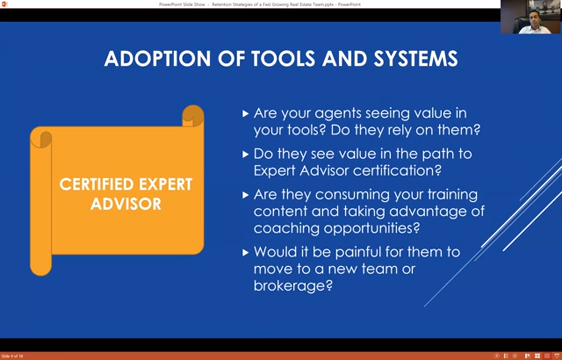 PowerPoint Slide Show - Retention Strategies of a Fast Growing Real Estate Team.pptx - PowerPoint
ADOPTION OF TOOLS AND SYSTEMS
CERTIFIED EXPERT
ADVISOR
Are your agents seeing value in
your tools? Do they rely on them?
Do they see value in the path to
Expert Advisor certification?
Are they consuming your training
content and taking advantage of
coaching opportunities?
Would it be painful for them to
move to a new team or
brokerage?